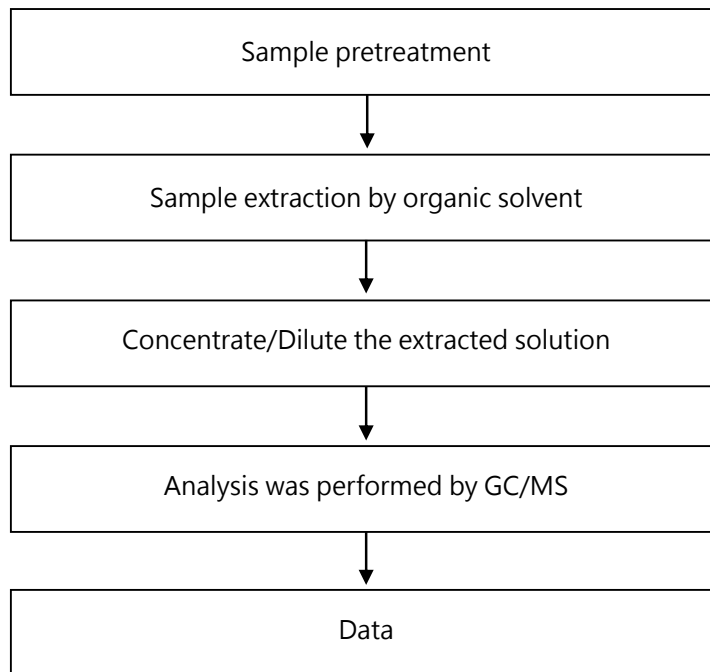 Sample pretreatment
Sample extraction by organic solvent
Concentrate/Dilute the extracted solution
Analysis was performed by GC/MS
Data